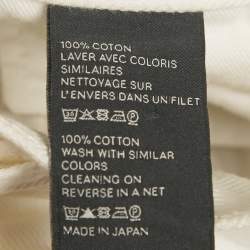 100% COTON
LAVER AVEC COLORIS
SIMILAIRES
NETTOYAGE SUR
L'ENVERS DANS UN FILET
100% COTTON
WASH WITH SIMILAR
COLORS
CLEANING ON
REVERSE IN A NET
MADE IN JAPAN